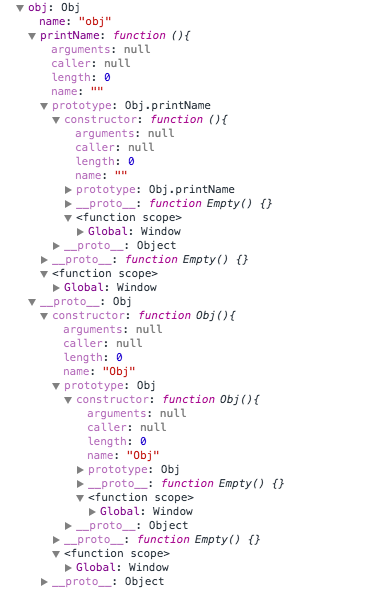 obj: Obj
name: "obj"
printName: function (){
arguments: null
caller: null
length: 0
name: ""
prototype: Obj.printName
constructor: function (){
arguments: null
caller: null
length: 0
name: ""
prototype: Obj.printName
__proto__: function Empty() {}
<function scope>
Global: Window
__proto__: Object
__proto__: function Empty() {}
<function scope>
Global: Window
__proto__: Obj
constructor: function Obj(){
arguments: null
caller: null
length: 0
name: "Obj"
prototype: Obj
constructor: function Obj(){
arguments: null
caller: null
length: 0
name: "Obj"
prototype: Obj
__proto__: function Empty() {}
<function scope>
Global: Window
__proto__: Object
__proto__: function Empty() {}
<function scope>
Global: Window
__proto__: Object